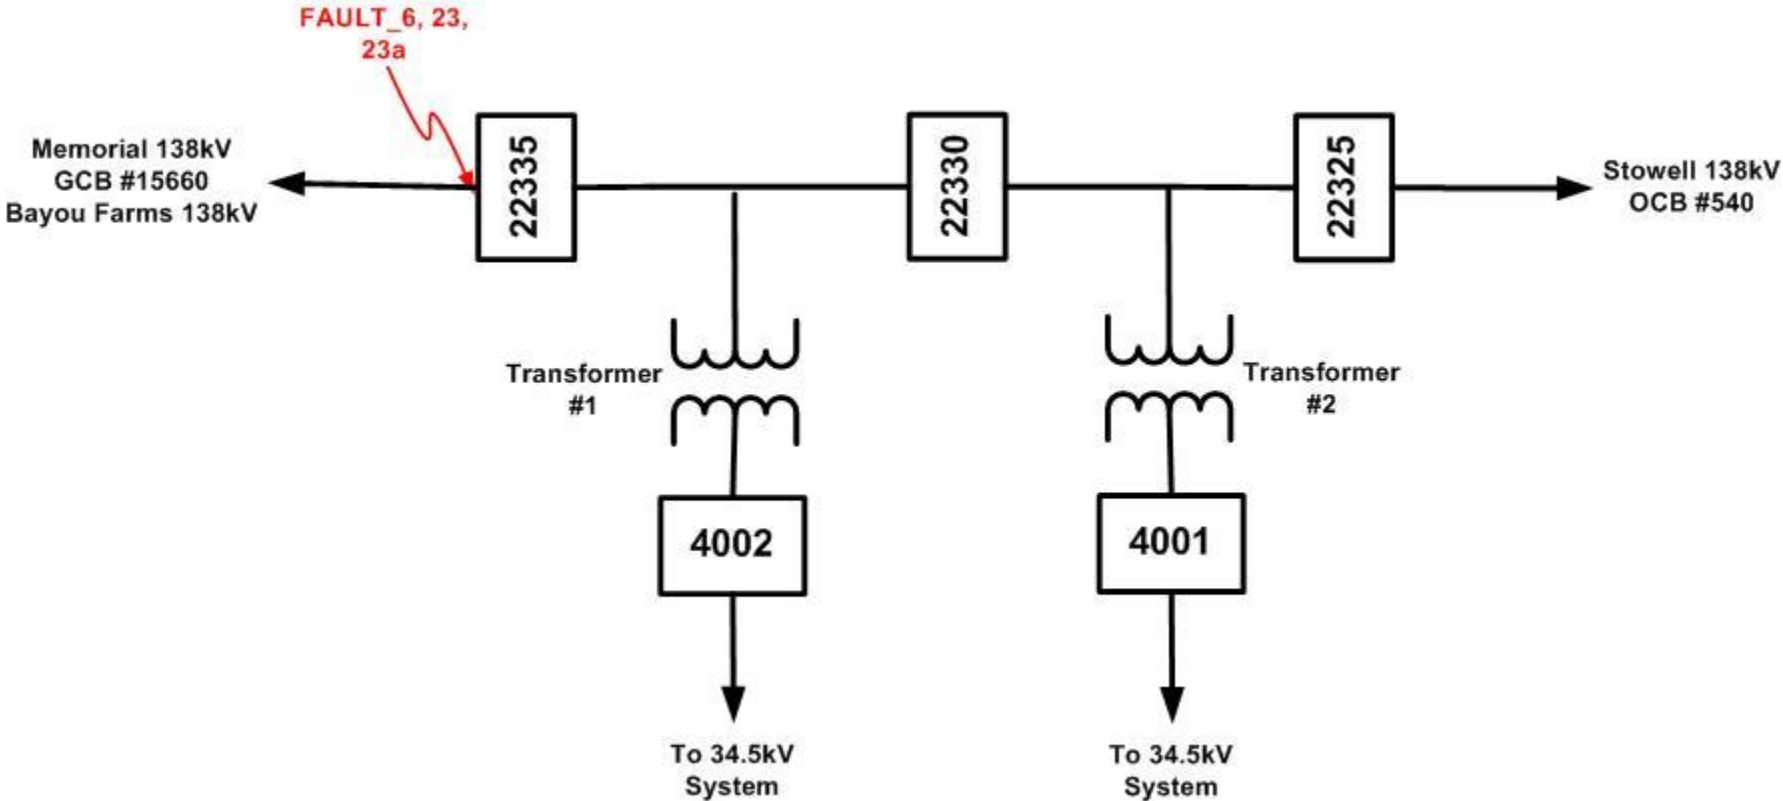 FAULT_6, 23,
23a
Memorial 138kV
GCB #15660
Bayou Farms 138kV
22335
22330
22325
Stowell 138kV
OCB #540
Transformer
#1
Transformer
#2
4002
4001
To 34.5kV
System
To 34.5kV
System